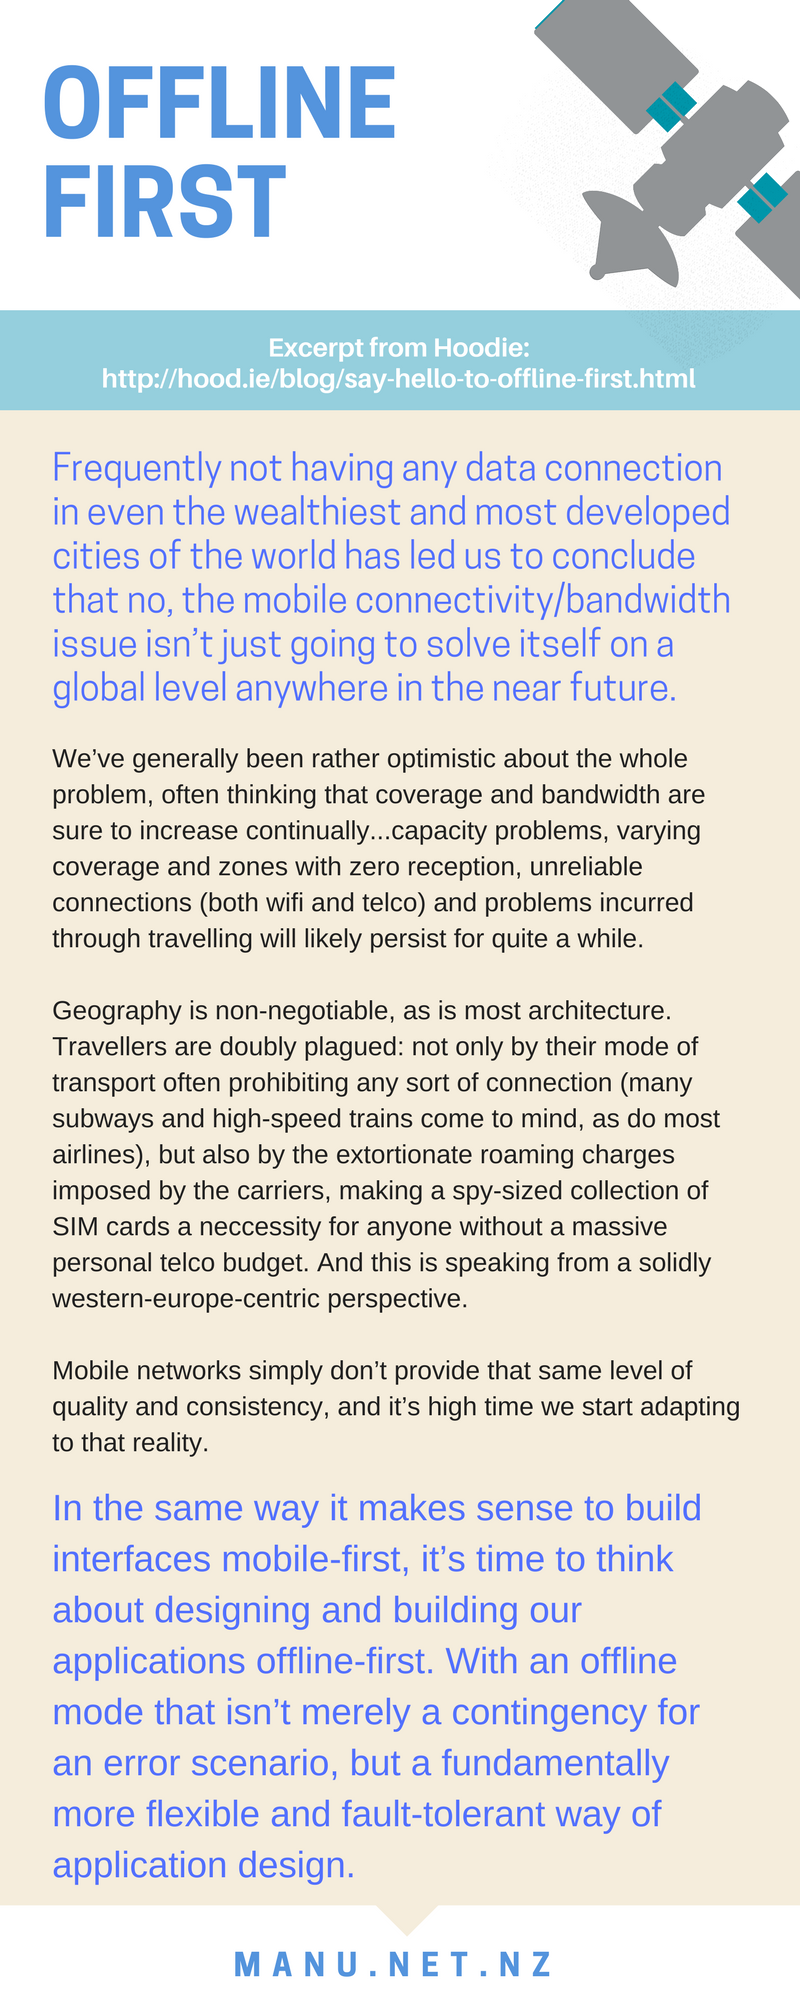 OFFLINE
FIRST
Excerpt from Hoodie:
http://hood.ie/blog/say-hello-to-offline-first.html
Frequently not having any data connection
in even the wealthiest and most developed
cities of the world has led us to conclude
that no, the mobile connectivity/bandwidth
issue isn’t just going to solve itself on a
global level anywhere in the near future.
We’ve generally been rather optimistic about the whole
problem, often thinking that coverage and bandwidth are
sure to increase continually...capacity problems, varying
coverage and zones with zero reception, unreliable
connections (both wifi and telco) and problems incurred
through travelling will likely persist for quite a while.
Geography is non-negotiable, as is most architecture.
Travellers are doubly plagued: not only by their mode of
transport often prohibiting any sort of connection (many
subways and high-speed trains come to mind, as do most
airlines), but also by the extortionate roaming charges
imposed by the carriers, making a spy-sized collection of
SIM cards a neccessity for anyone without a massive
personal telco budget. And this is speaking from a solidly
western-europe-centric perspective.
Mobile networks simply don’t provide that same level of
quality and consistency, and it’s high time we start adapting
to that reality.
In the same way it makes sense to build
interfaces mobile-first, it’s time to think
about designing and building our
applications offline-first. With an offline
mode that isn’t merely a contingency for
an error scenario, but a fundamentally
more flexible and fault-tolerant way of
application design.
MANU.NET.NZ